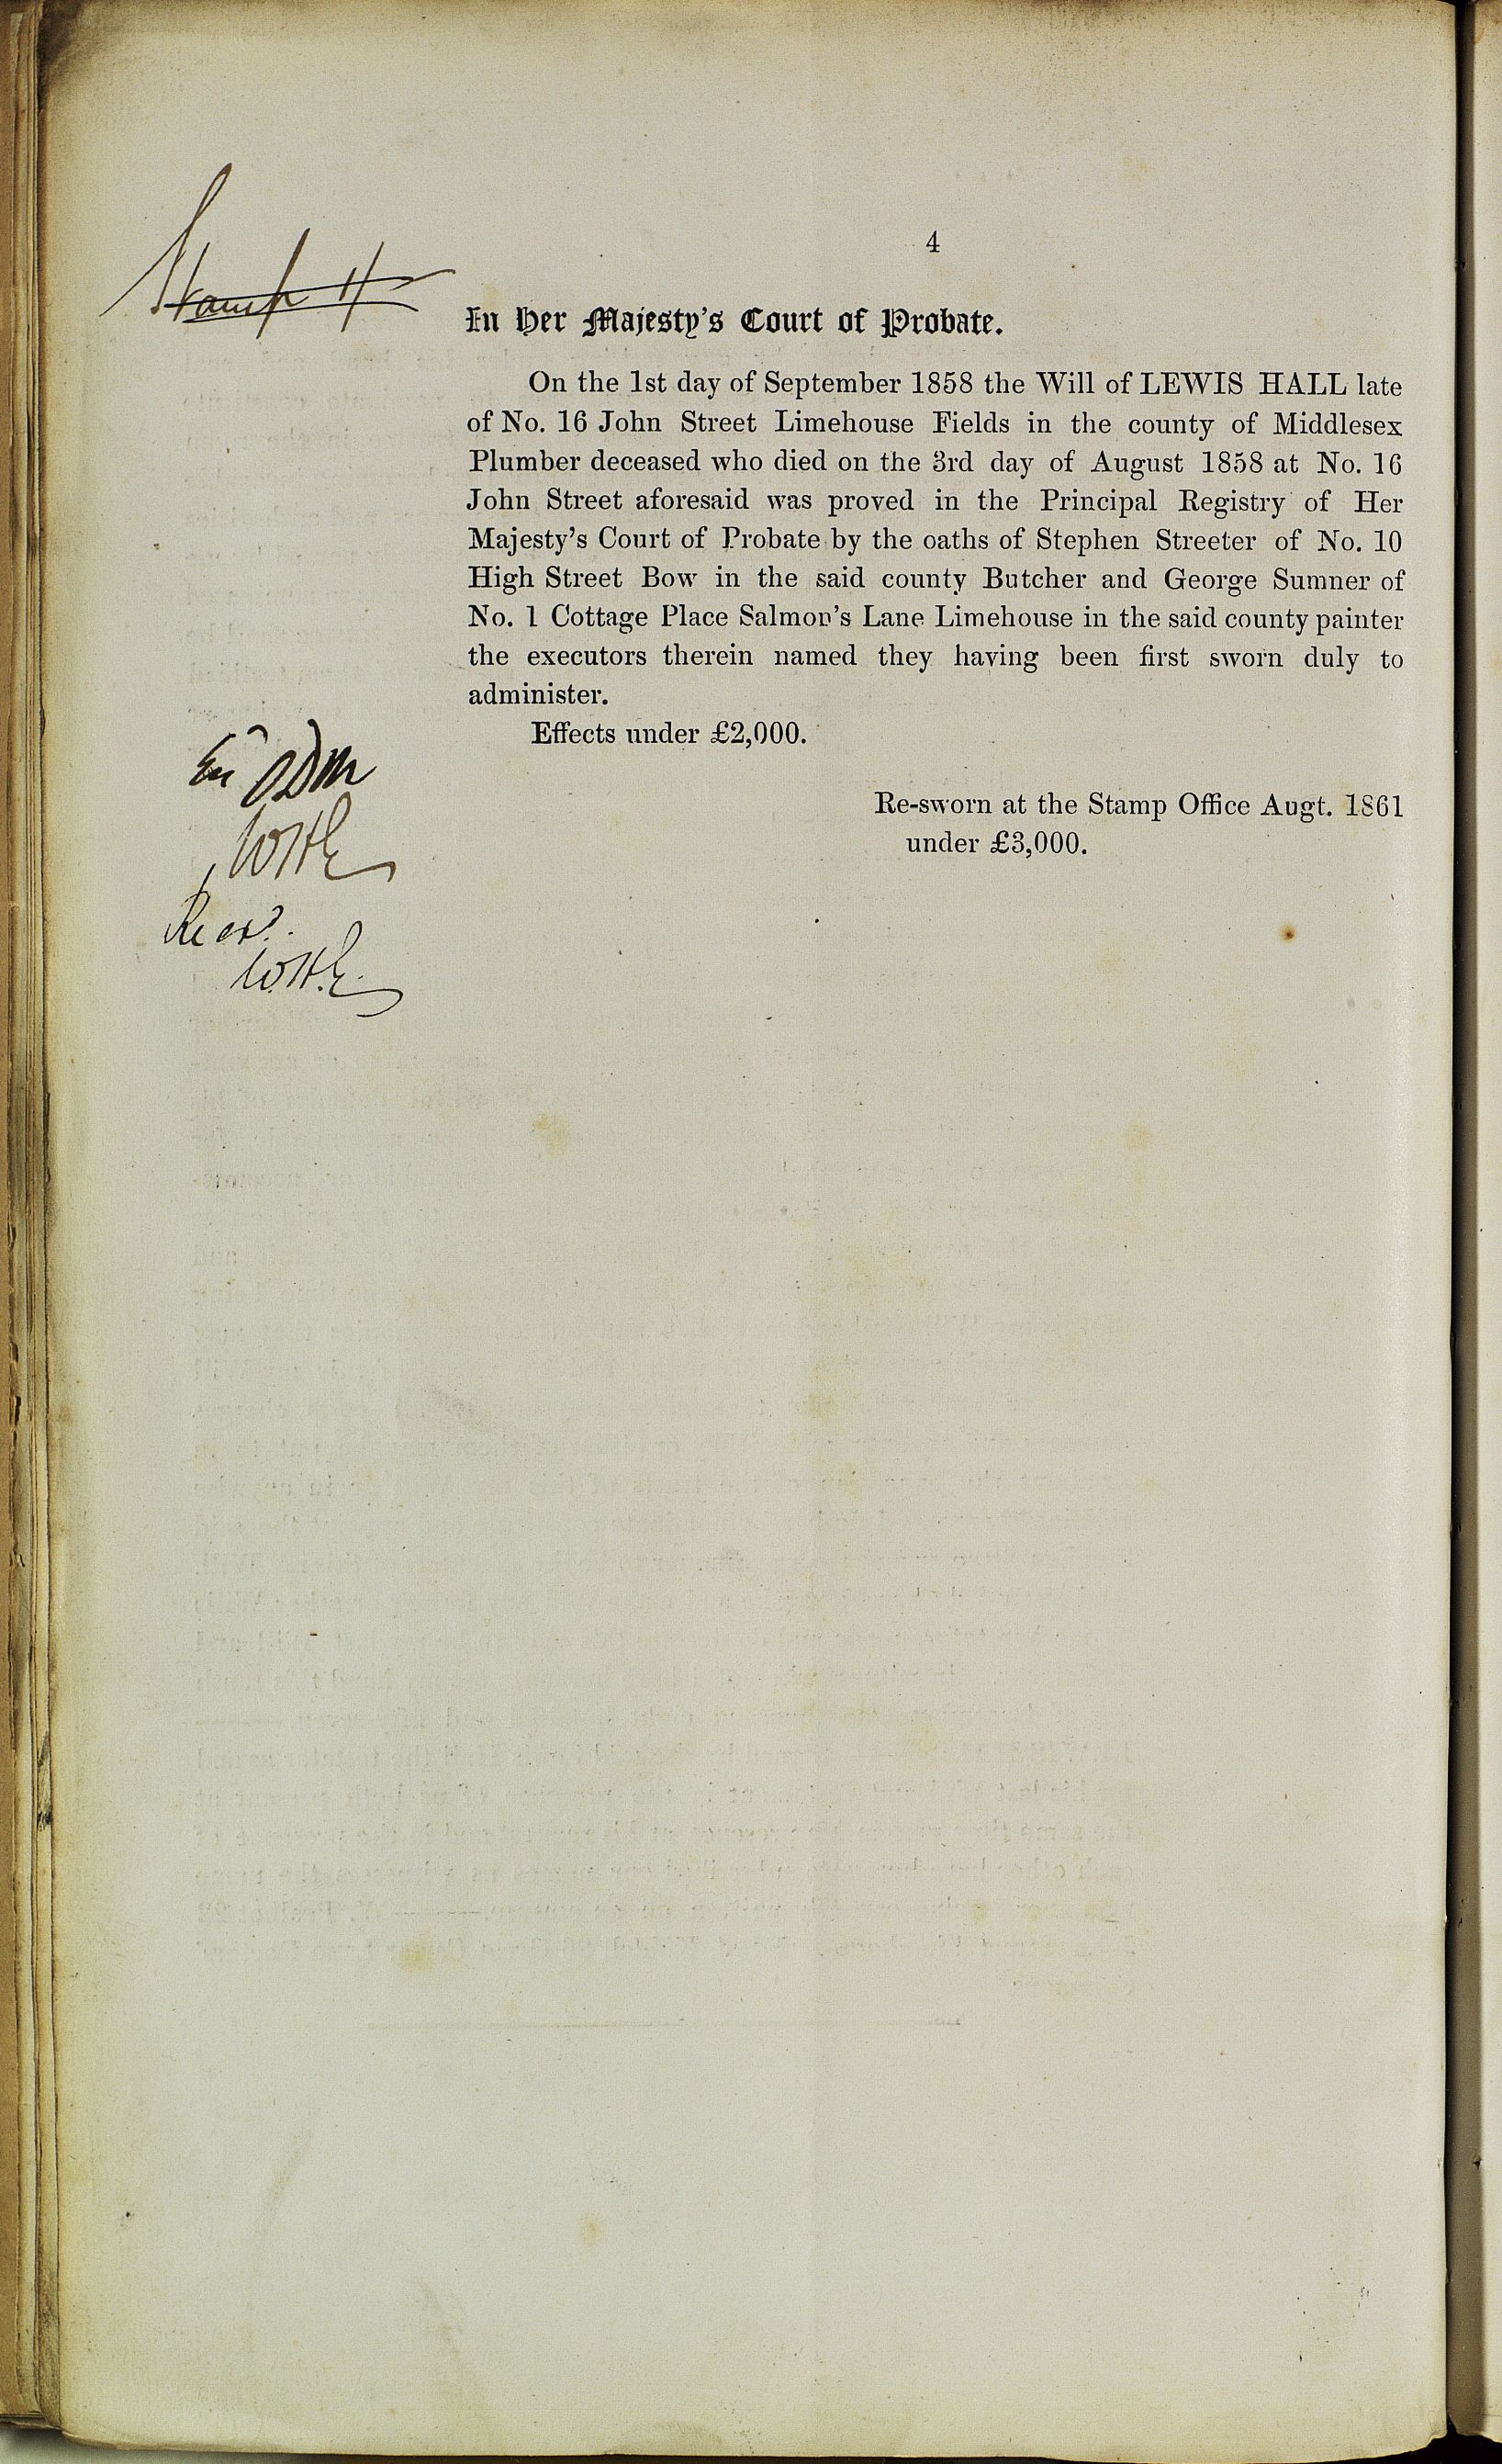 4
Stamp H
In Her Majesty's Court of Probate.
On the 1st day of September 1858 the Will of LEWIS HALL late
of No. 16 John Street Limehouse Fields in the county of Middlesex
Plumber deceased who died on the 3rd day of August 1858 at No. 16
John Street aforesaid was proved in the Principal Registry of Her
Majesty's Court of Probate by the oaths of Stephen Streeter of No. 10
High Street Bow in the said county Butcher and George Sumner of
No. 1 Cottage Place Salmon's Lane Limehouse in the said county painter
the executors therein named they having been first sworn duly to
administer.
Effects under £2,000.
Re-sworn at the Stamp Office Augt. 1861
under £3,000.